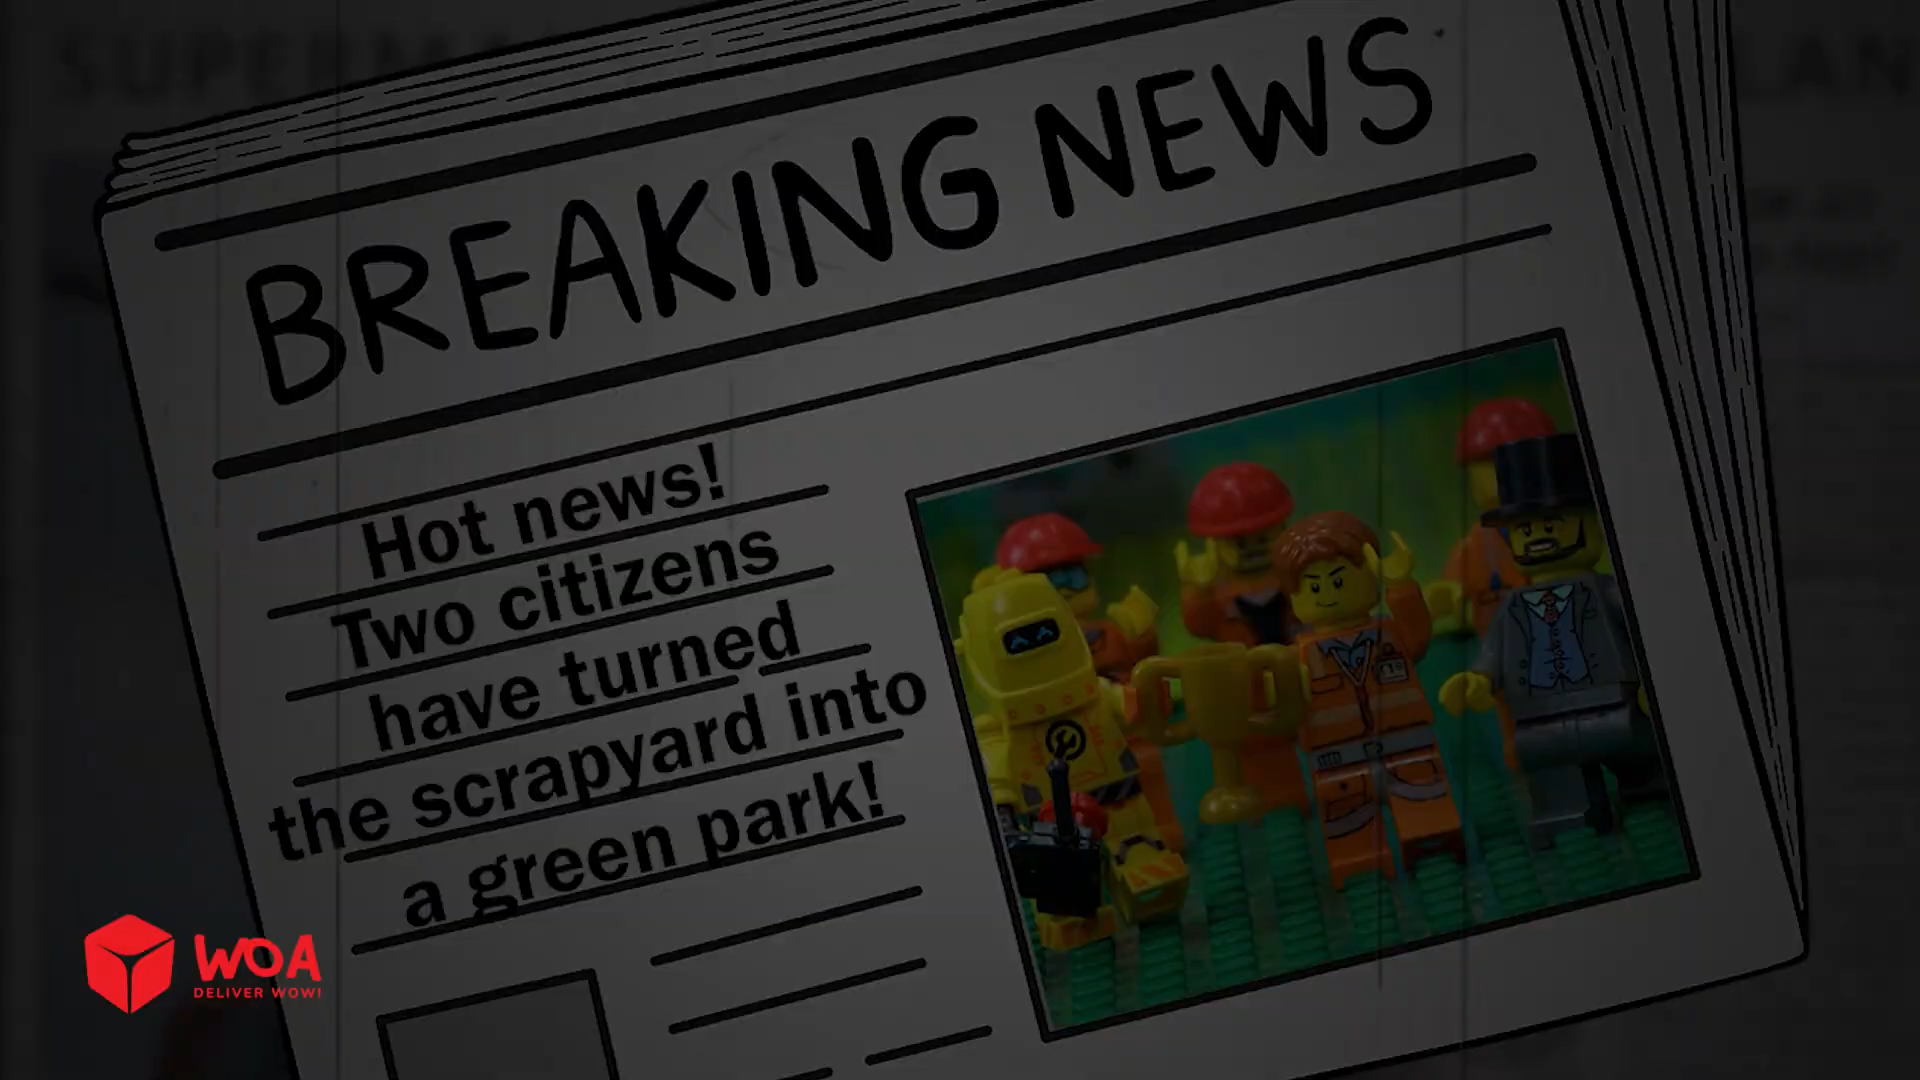 BREAKING NEWS
Hot news!
Two citizens
have turned
the scrapyard into
a green park!
WOA
DELIVER WOW!